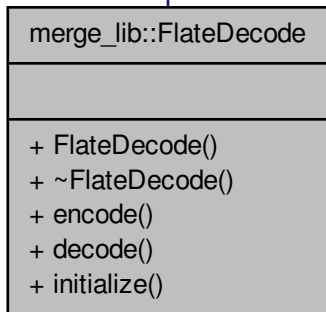 merge_lib::FlateDecode
+ FlateDecode()
+ ~FlateDecode()
+ encode()
+ decode()
+ initialize()